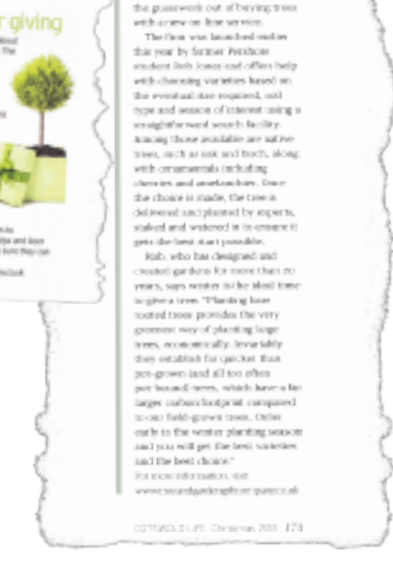 r giving
The
the guesswork out of buying trees
with a new on-line service.
The firm was launched earlier
this year by former Pershore
student Rob Jones and offers help
with choosing varieties based on
the eventual size required, soil
type and season of interest using a
straightforward search facility.
Among those available are native
trees, such as oak and birch, along
with ornamentals including
cherries and amelanchiers. Once
the choice is made, the tree is
delivered and planted by experts,
staked and watered in to ensure it
gets the best start possible.
Rob, who has designed and
created gardens for more than 20
years, says winter is the ideal time
to give a tree. "Planting bare
rooted trees provides the very
greenest way of planting large
trees, economically. Invariably
they establish far quicker than
pot-grown (and all too often
pot-bound) trees, which have a far
larger carbon footprint compared
to our field-grown trees. Order
early in the winter planting season
and you will get the best varieties
and the best choice."
For more information, visit
COTSWOLD LIFE Christmas 173